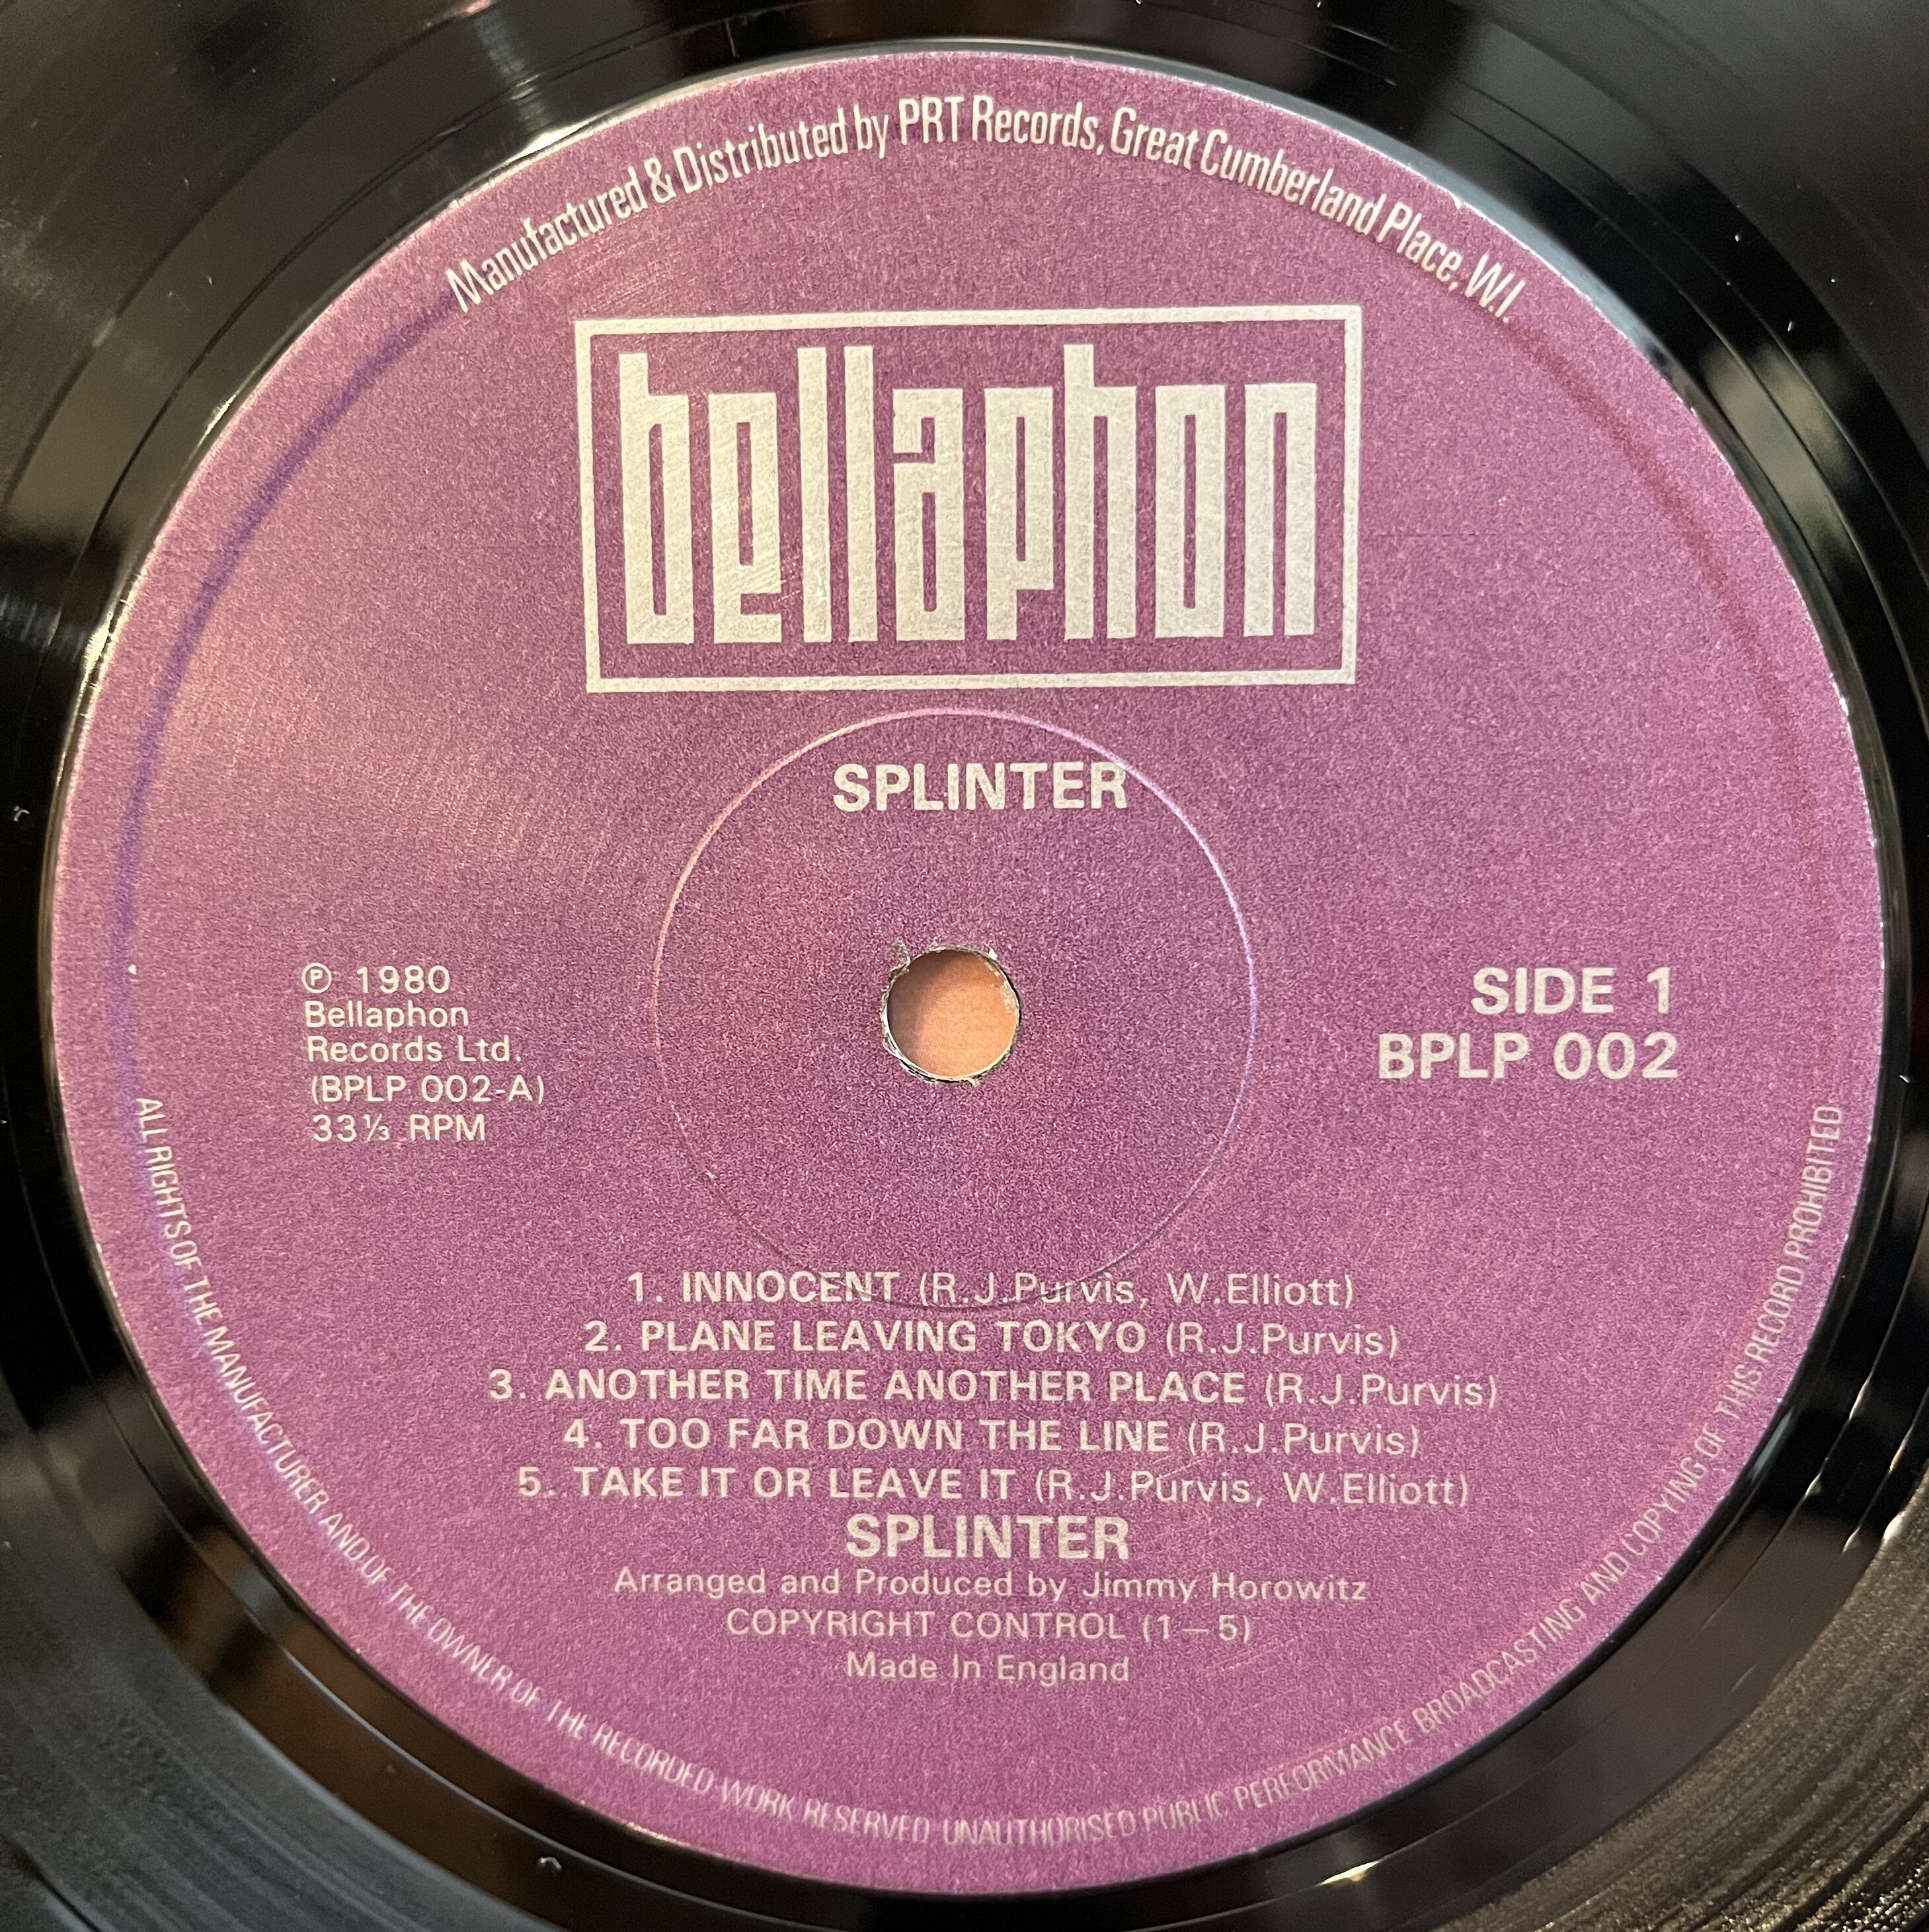 Manufactured & Distributed by PRT Records, Great Cumberland Place, W.I.
bellaphon
SPLINTER
℗ 1980
Bellaphon
Records Ltd.
(BPLP 002-A)
33⅓ RPM
SIDE 1
BPLP 002
1. INNOCENT (R.J.Purvis, W.Elliott)
2. PLANE LEAVING TOKYO (R.J.Purvis)
3. ANOTHER TIME ANOTHER PLACE (R.J.Purvis)
4. TOO FAR DOWN THE LINE (R.J.Purvis)
5. TAKE IT OR LEAVE IT (R.J.Purvis, W.Elliott)
SPLINTER
Arranged and Produced by Jimmy Horowitz
COPYRIGHT CONTROL (1–5)
Made In England
ALL RIGHTS OF THE MANUFACTURER AND OF THE OWNER OF THE RECORDED WORK RESERVED UNAUTHORISED PUBLIC PERFORMANCE BROADCASTING AND COPYING OF THIS RECORD PROHIBITED